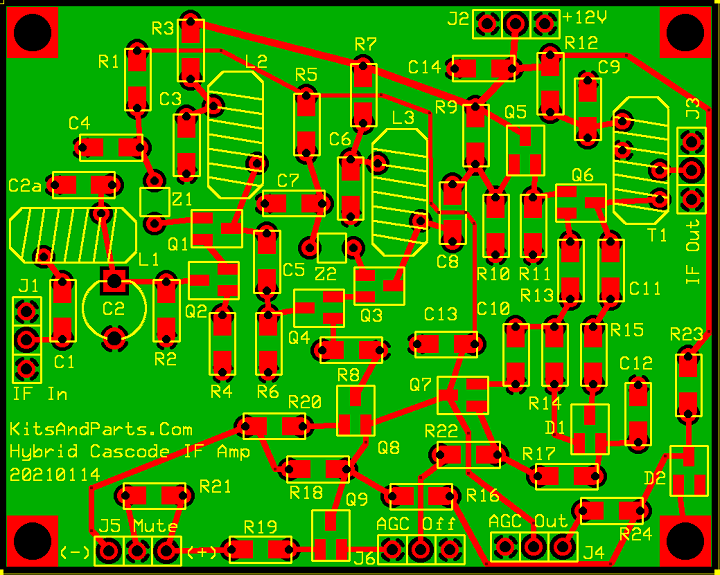 J2 +12V
R3
R1 L2 R7 C14 R12
C9
R5 R9 Q5 J3
C3
C4 C6 L3
Q6
C2a Z1 C7
Q1 T1
L1 C5 Z2 C8 R10 R11 IF Out
J1 Q2 Q3 R13 C11
C2 Q4 C13 C10
R15 R23
C1 R2 C12
IF In R4 R6 R8 Q7 R14
R20
KitsAndParts.Com D1
Hybrid Cascode IF Amp Q8 R22
20210114 R17 D2
R21 R18 Q9 R16
J5 Mute R19 AGC Off AGC Out R24
(-) (+) J6 J4